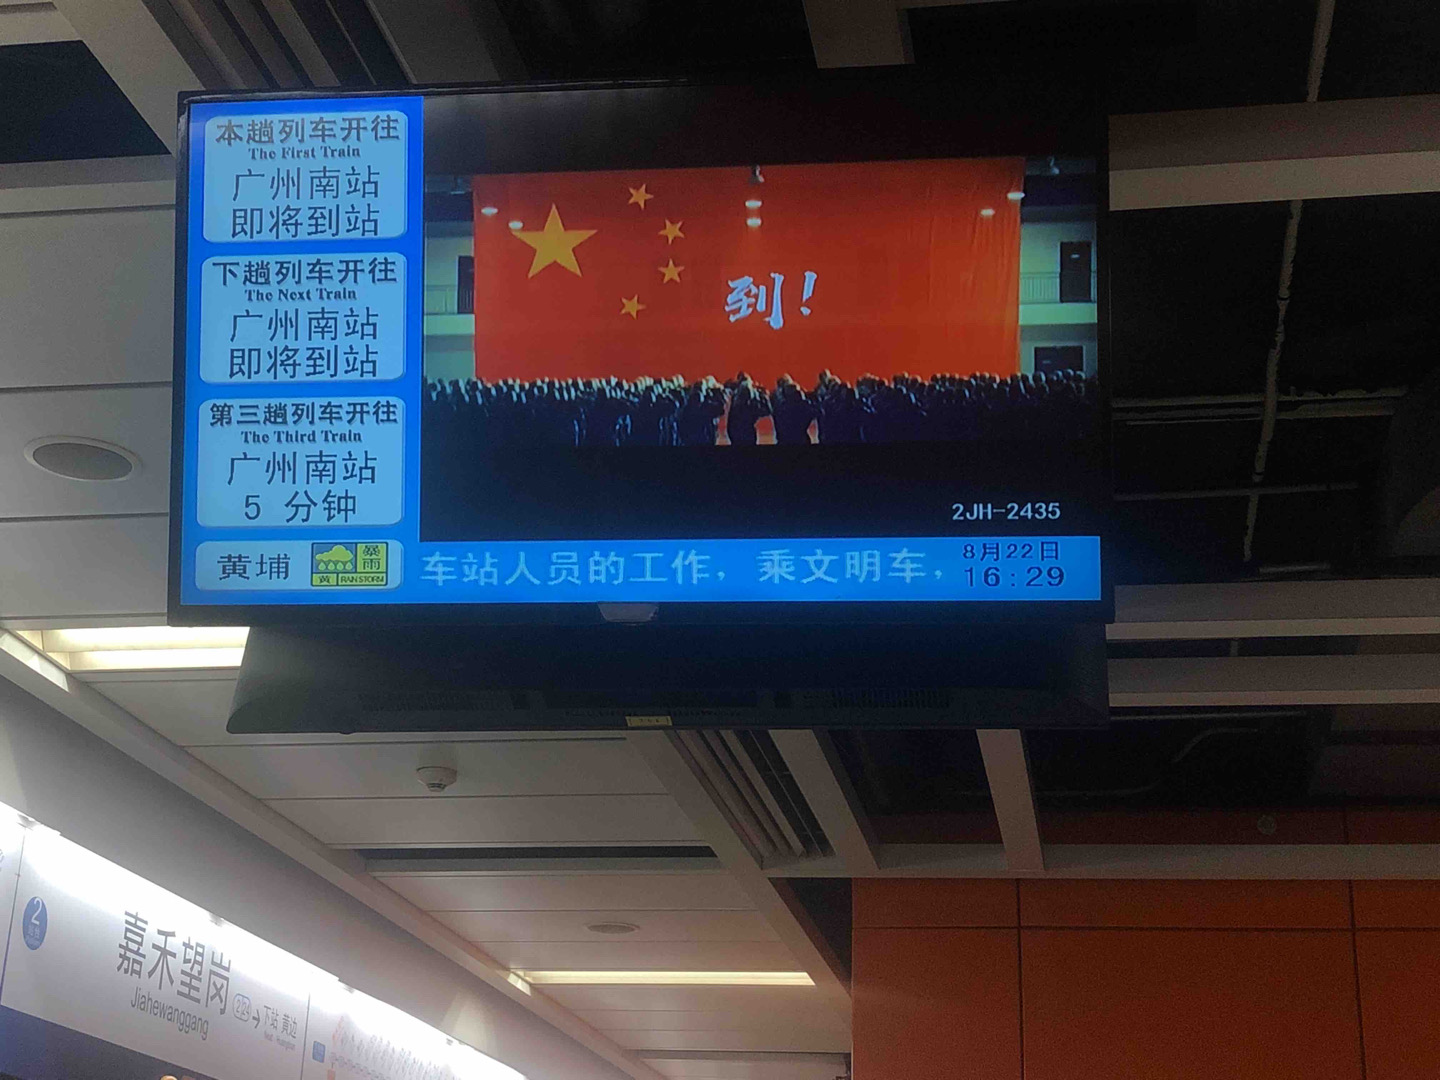 本趟列车开往
The First Train
广州南站
即将到站
下趟列车开往
The Next Train
广州南站
即将到站
第三趟列车开往
The Third Train
广州南站
5 分钟
到！
2JH-2435
黄埔
暴
雨
黄
RAIN STORM
车站人员的工作，乘文明车，
8月22日
16:29
2
嘉禾望岗
Jiahewanggang
下站 黄边